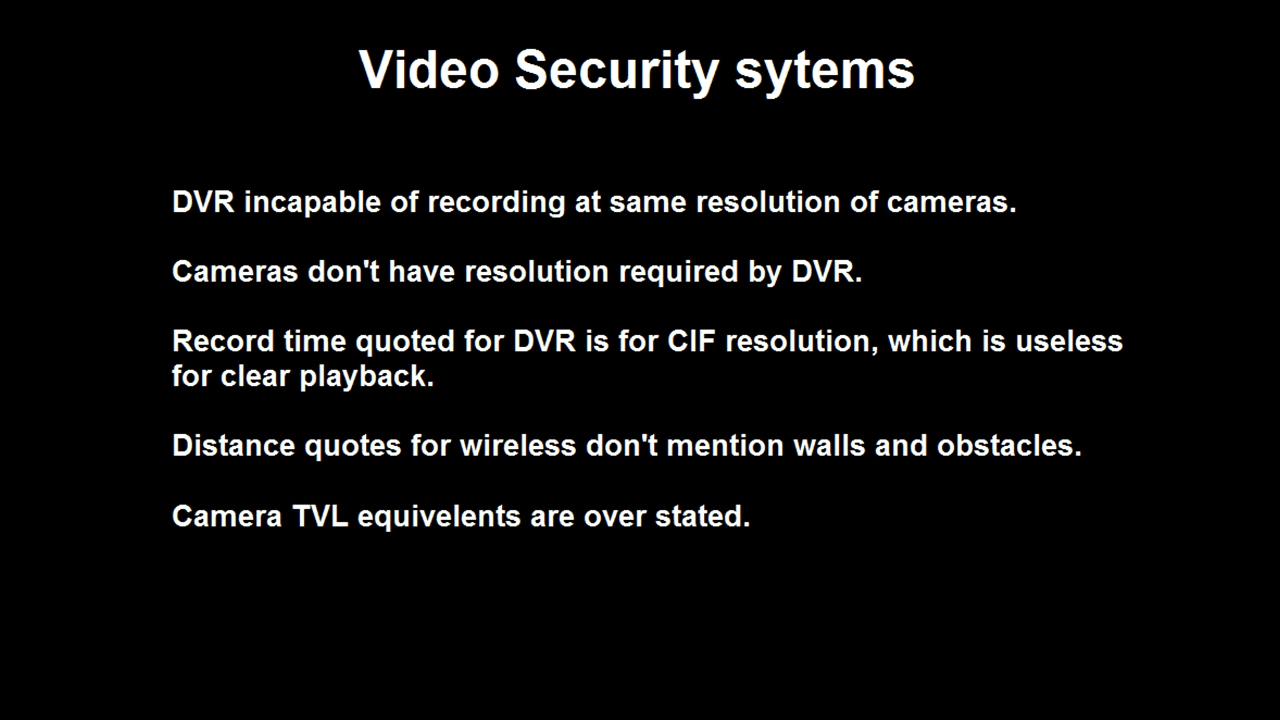 Video Security sytems
DVR incapable of recording at same resolution of cameras.
Cameras don't have resolution required by DVR.
Record time quoted for DVR is for CIF resolution, which is useless
for clear playback.
Distance quotes for wireless don't mention walls and obstacles.
Camera TVL equivelents are over stated.